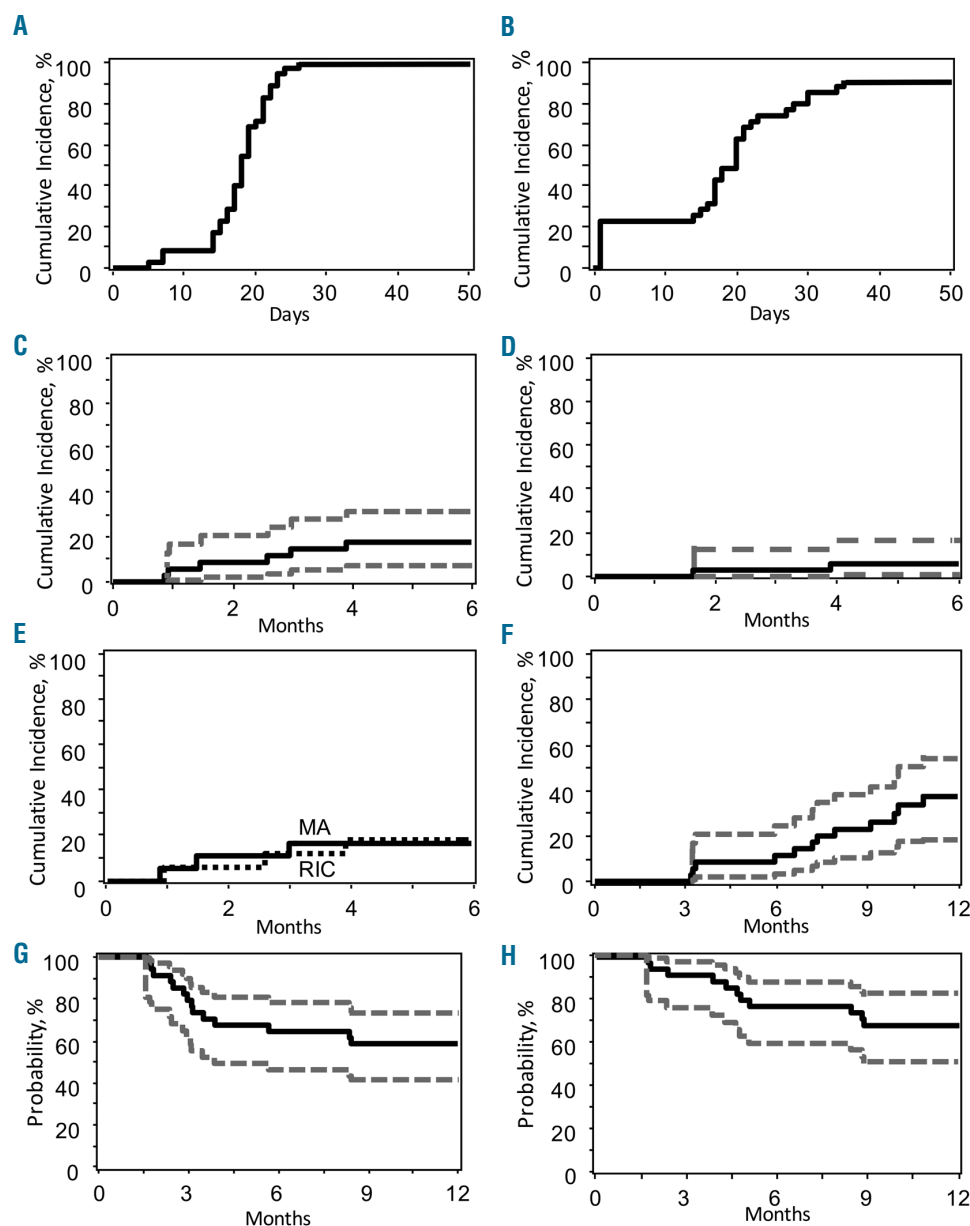 A
Cumulative Incidence, %
100
80
60
40
20
0
0 10 20 30 40 50
Days
B
Cumulative Incidence, %
100
80
60
40
20
0
0 10 20 30 40 50
Days
C
Cumulative Incidence, %
100
80
60
40
20
0
0 2 4 6
Months
D
Cumulative Incidence, %
100
80
60
40
20
0
0 2 4 6
Months
E
Cumulative Incidence, %
100
80
60
40
20
0
MA
RIC
0 2 4 6
Months
F
Cumulative Incidence, %
100
80
60
40
20
0
0 3 6 9 12
Months
G
Probability, %
100
80
60
40
20
0
0 3 6 9 12
Months
H
Probability, %
100
80
60
40
20
0
0 3 6 9 12
Months